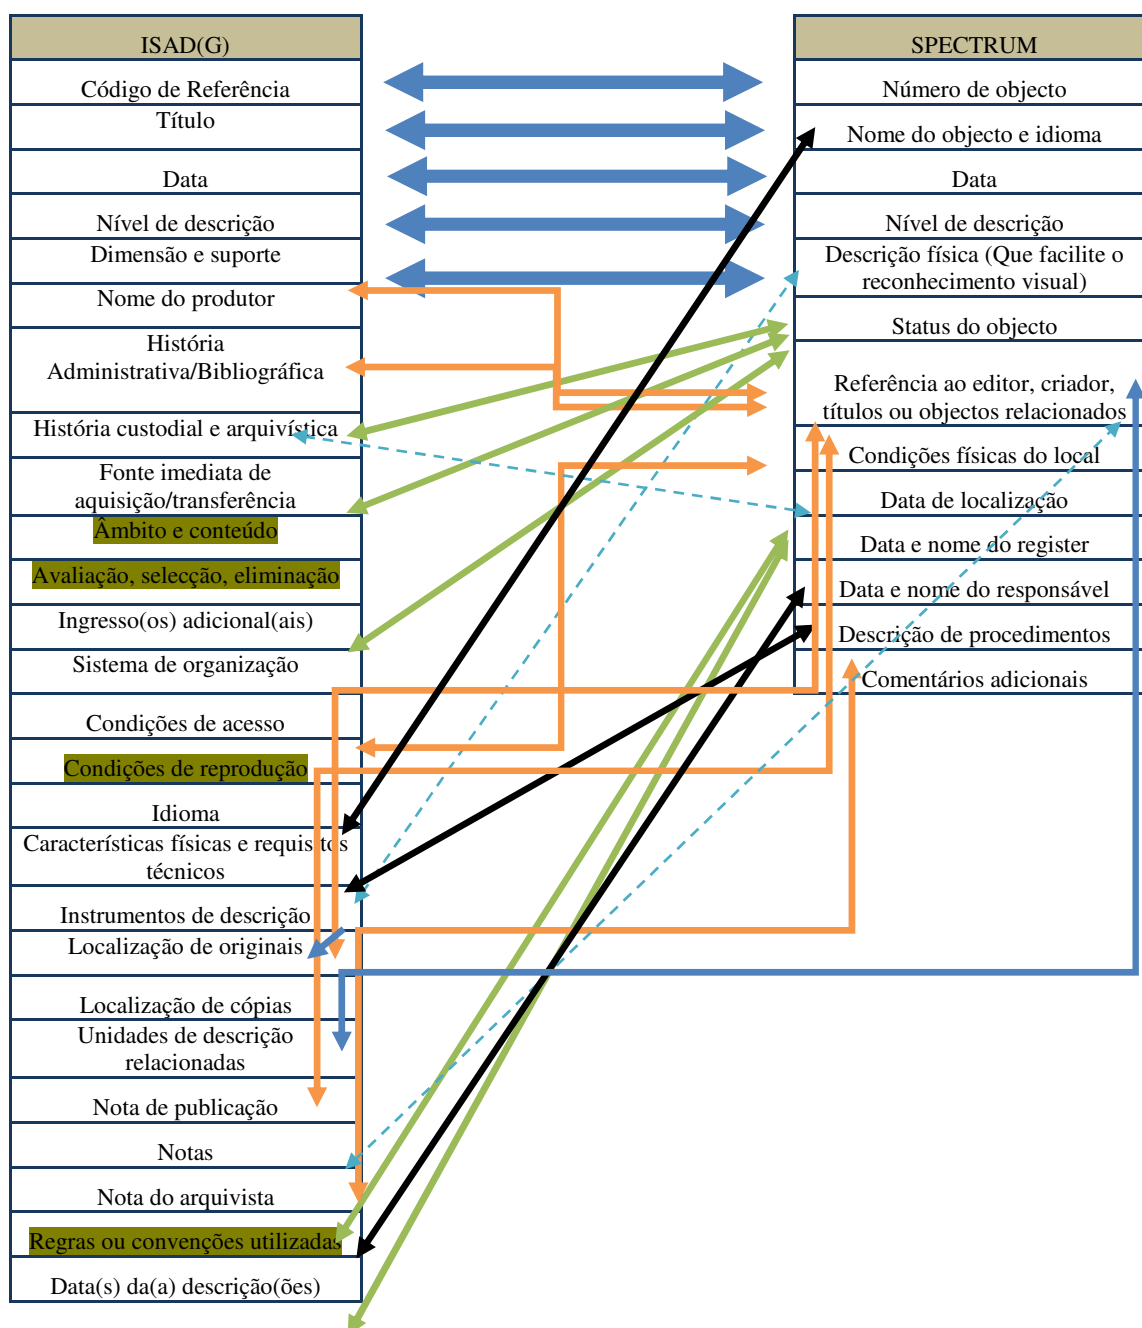 ISAD(G)
Código de Referência
Título
Data
Nível de descrição
Dimensão e suporte
Nome do produtor
História
Administrativa/Bibliográfica
História custodial e arquivística
Fonte imediata de
aquisição/transferência
Âmbito e conteúdo
Avaliação, selecção, eliminação
Ingresso(os) adicional(ais)
Sistema de organização
Condições de acesso
Condições de reprodução
Idioma
Características físicas e requisitos
técnicos
Instrumentos de descrição
Localização de originais
Localização de cópias
Unidades de descrição
relacionadas
Nota de publicação
Notas
Nota do arquivista
Regras ou convenções utilizadas
Data(s) da(a) descrição(ões)
SPECTRUM
Número de objecto
Nome do objecto e idioma
Data
Nível de descrição
Descrição física (Que facilite o
reconhecimento visual)
Status do objecto
Referência ao editor, criador,
títulos ou objectos relacionados
Condições físicas do local
Data de localização
Data e nome do register
Data e nome do responsável
Descrição de procedimentos
Comentários adicionais